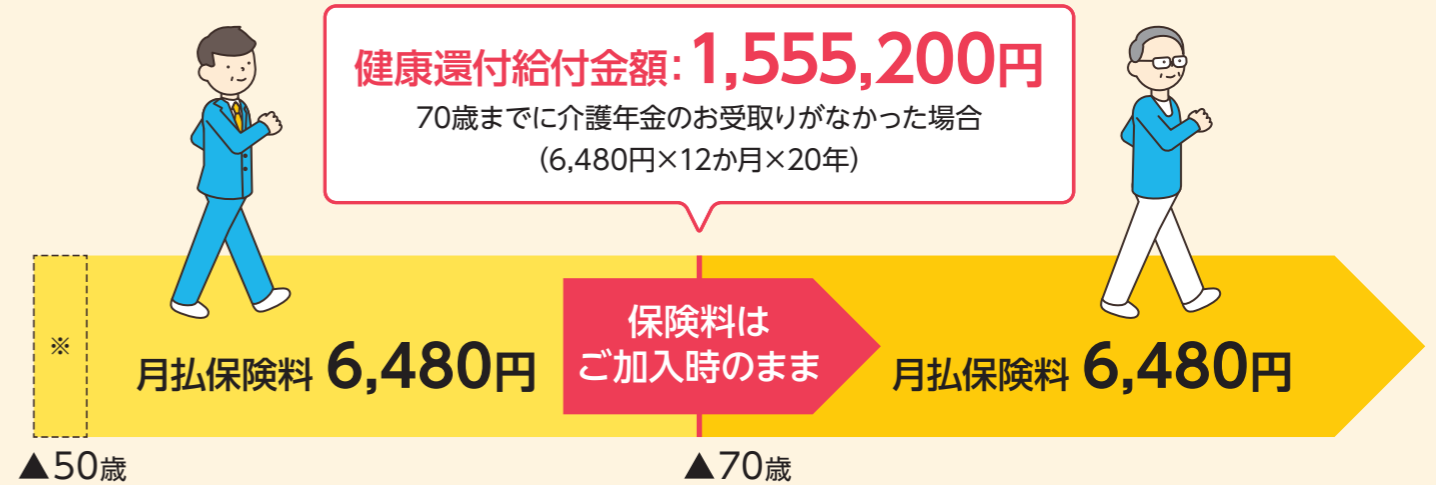 健康還付給付金額：1,555,200円
70歳までに介護年金のお受取りがなかった場合
（6,480円×12か月×20年）
※
月払保険料 6,480円
保険料は
ご加入時のまま
月払保険料 6,480円
▲50歳
▲70歳